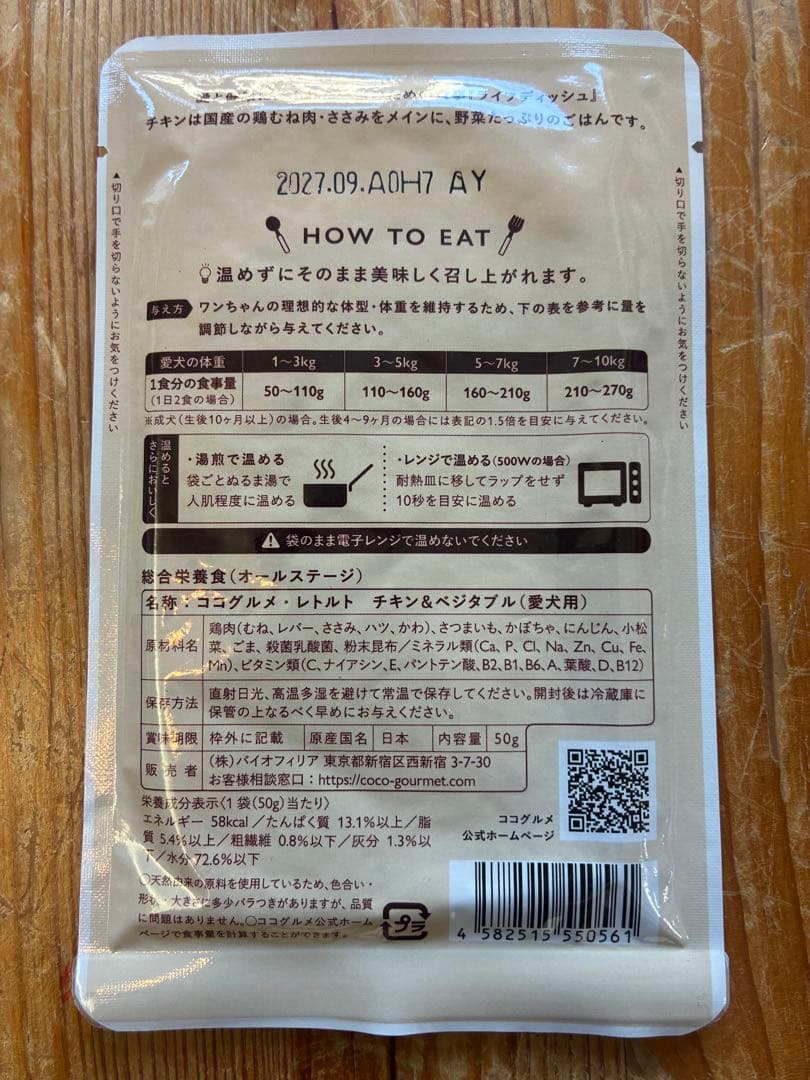 ライフディッシュ』
チキンは国産の鶏むね肉・ささみをメインに、野菜たっぷりのごはんです。
2027.09.A0H7 AY
HOW TO EAT
温めずにそのまま美味しく召し上がれます。
与え方 ワンちゃんの理想的な体型・体重を維持するため、下の表を参考に量を
調節しながら与えてください。
愛犬の体重 1〜3kg 3〜5kg 5〜7kg 7〜10kg
1食分の食事量 50〜110g 110〜160g 160〜210g 210〜270g
(1日2食の場合)
※成犬(生後10ヶ月以上)の場合。生後4〜9ヶ月の場合には表記の1.5倍を目安に与えてください。
温めると
さらにおいしく
・湯煎で温める
袋ごとぬるま湯で
人肌程度に温める
・レンジで温める(500Wの場合)
耐熱皿に移してラップをせず
10秒を目安に温める
袋のまま電子レンジで温めないでください
総合栄養食(オールステージ)
名称:ココグルメ・レトルト チキン&ベジタブル(愛犬用)
原材料名 鶏肉(むね、レバー、ささみ、ハツ、かわ)、さつまいも、かぼちゃ、にんじん、小松
菜、ごま、殺菌乳酸菌、粉末昆布/ミネラル類(Ca、P、Cl、Na、Zn、Cu、Fe、
Mn)、ビタミン類(C、ナイアシン、E、パントテン酸、B2、B1、B6、A、葉酸、D、B12)
保存方法 直射日光、高温多湿を避けて常温で保存してください。開封後は冷蔵庫に
保管の上なるべく早めにお与えください。
賞味期限 枠外に記載 原産国名 日本 内容量 50g
販売者 (株)バイオフィリア 東京都新宿区西新宿 3-7-30
お客様相談窓口:https://coco-gourmet.com
栄養成分表示〈1袋(50g)当たり〉
エネルギー 58kcal /たんぱく質 13.1%以上/脂
質 5.4%以上/粗繊維 0.8%以下/灰分 1.3%以
下/水分 72.6%以下
〇天然由来の原料を使用しているため、色合い・
形状・大きさに多少バラつきがありますが、品質
に問題はありません。〇ココグルメ公式ホーム
ページで食事量を計算することができます。
ココグルメ
公式ホームページ
プラ
4 582515 550561
▲切り口で手を切らないようにお気をつけください
▲切り口で手を切らないようにお気をつけください